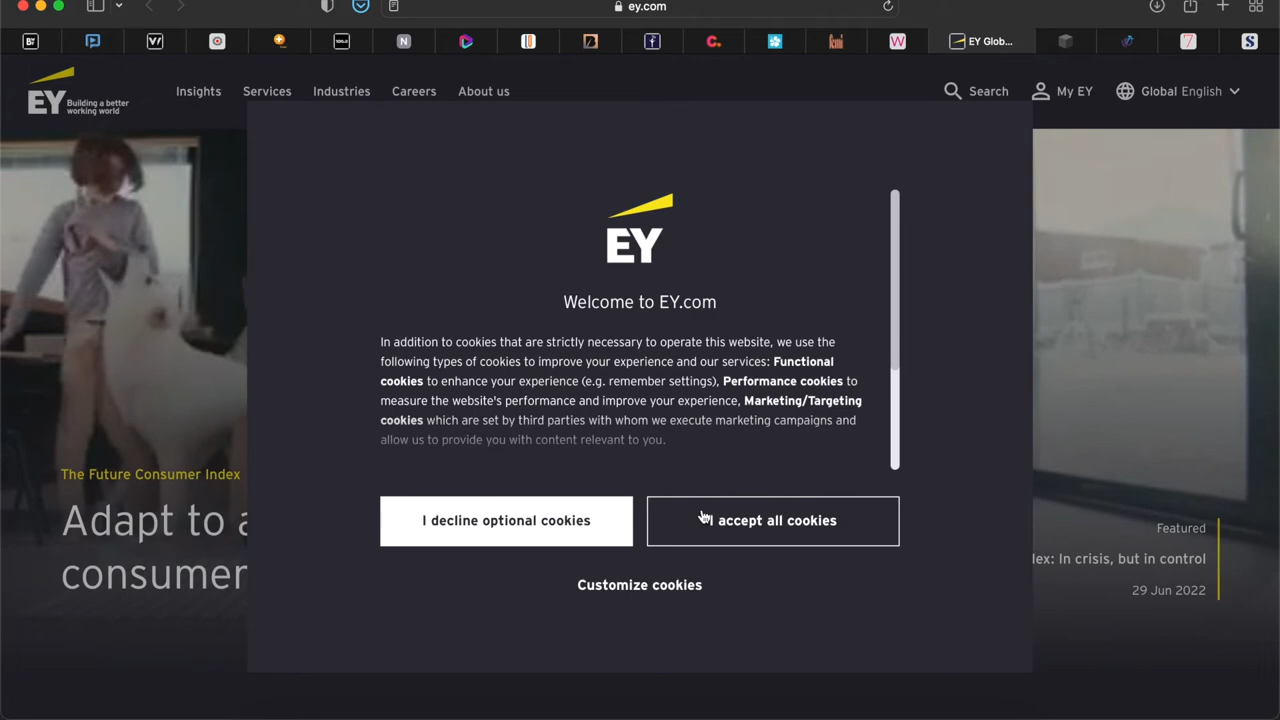 ey.com
EY Glob...
EY Building a better
working world
Insights Services Industries Careers About us
Search My EY Global English
EY
Welcome to EY.com
In addition to cookies that are strictly necessary to operate this website, we use the
following types of cookies to improve your experience and our services: Functional
cookies to enhance your experience (e.g. remember settings), Performance cookies to
measure the website's performance and improve your experience, Marketing/Targeting
cookies which are set by third parties with whom we execute marketing campaigns and
allow us to provide you with content relevant to you.
I decline optional cookies
I accept all cookies
Customize cookies
The Future Consumer Index
Adapt to a
consumer
Featured
lex: In crisis, but in control
29 Jun 2022